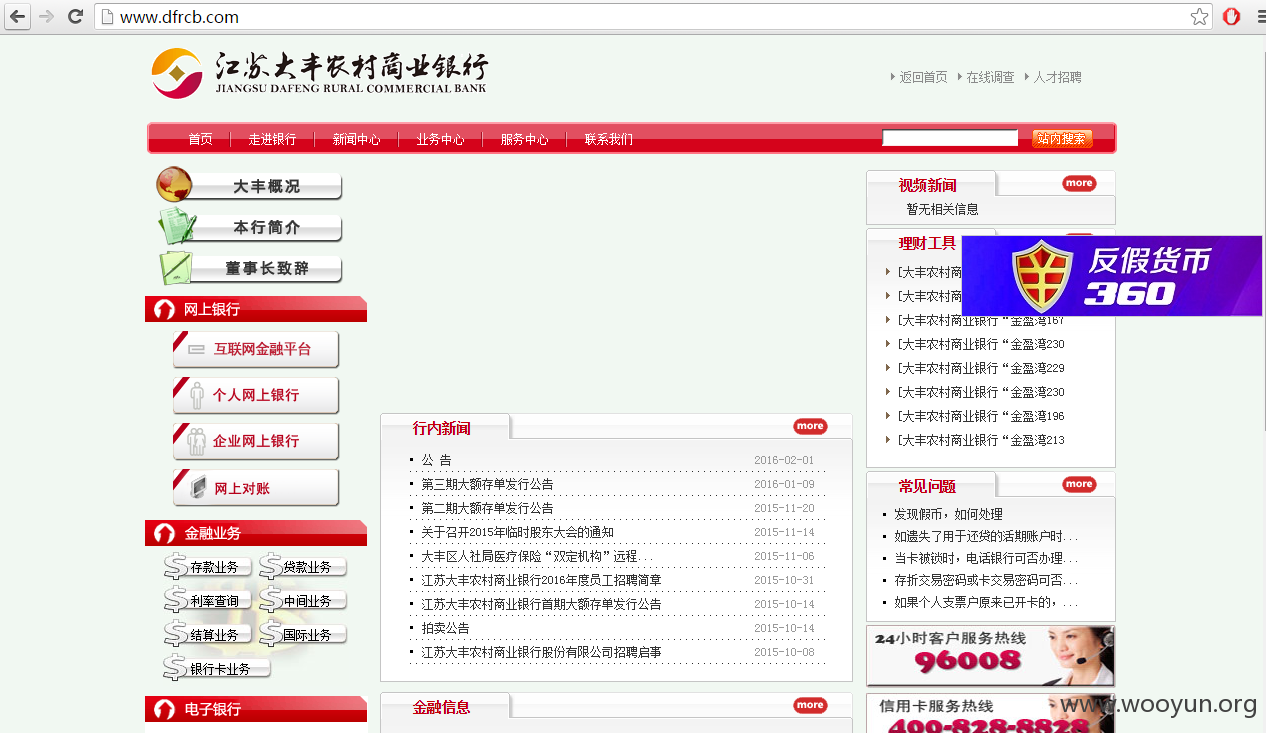 www.dfrcb.com
江苏大丰农村商业银行
JIANGSU DAFENG RURAL COMMERCIAL BANK
返回首页 在线调查 人才招聘
首页 走进银行 新闻中心 业务中心 服务中心 联系我们 站内搜索
大丰概况
本行简介
董事长致辞
网上银行
互联网金融平台
个人网上银行
企业网上银行
网上对账
金融业务
存款业务 贷款业务
利率查询 中间业务
结算业务 国际业务
银行卡业务
电子银行
行内新闻 more
公 告 2016-02-01
第三期大额存单发行公告 2016-01-09
第二期大额存单发行公告 2015-11-20
关于召开2015年临时股东大会的通知 2015-11-14
大丰区人社局医疗保险“双定机构”远程... 2015-11-06
江苏大丰农村商业银行2016年度员工招聘简章 2015-10-31
江苏大丰农村商业银行首期大额存单发行公告 2015-10-14
拍卖公告 2015-10-14
江苏大丰农村商业银行股份有限公司招聘启事 2015-10-08
金融信息 more
视频新闻 more
暂无相关信息
理财工具
反假货币
360
[大丰农村
[大丰农村
[大丰农村商业银行“金盈湾167
[大丰农村商业银行“金盈湾230
[大丰农村商业银行“金盈湾229
[大丰农村商业银行“金盈湾230
[大丰农村商业银行“金盈湾196
[大丰农村商业银行“金盈湾213
常见问题 more
发现假币，如何处理
如遗失了用于还贷的活期账户时...
当卡被锁时，电话银行可否办理...
存折交易密码或卡交易密码可否...
如果个人支票户原来已开卡的，...
24小时客户服务热线
96008
信用卡服务热线
400-828-8828
www.wooyun.org